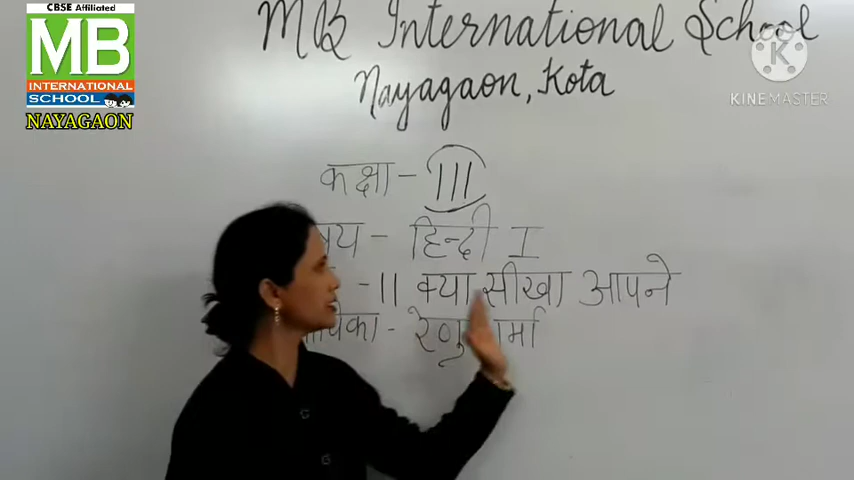 CBSE Affiliated
MB
INTERNATIONAL
SCHOOL
NAYAGAON
MB International School
Nayagaon, Kota
K
KINEMASTER
कक्षा - III
हिन्दी I
- 11 क्या सीखा आपने
रेणु